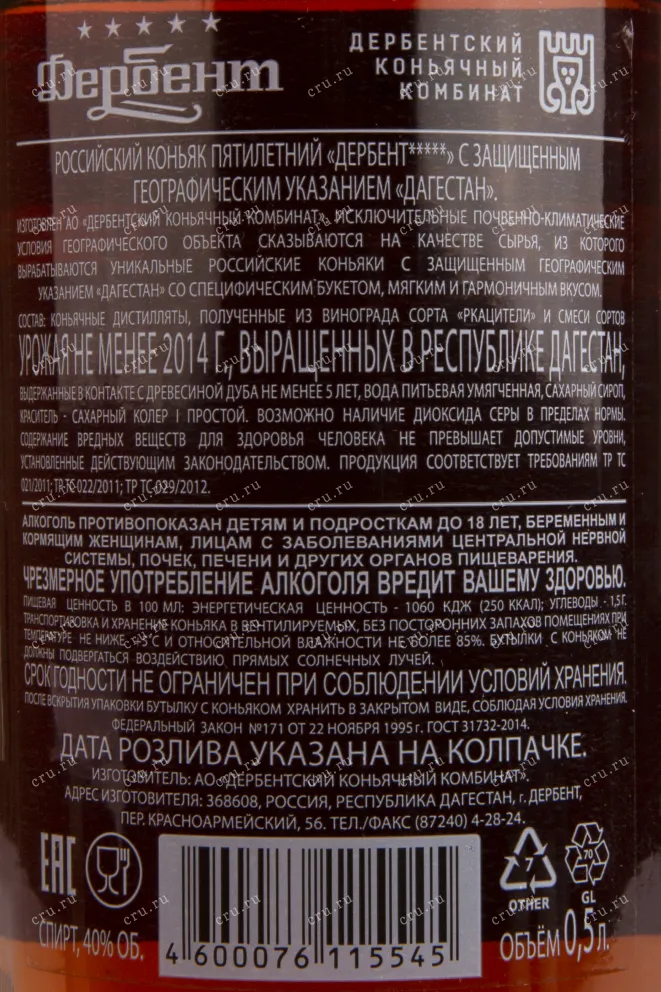 Дербент
ДЕРБЕНТСКИЙ
КОНЬЯЧНЫЙ
КОМБИНАТ
РОССИЙСКИЙ КОНЬЯК ПЯТИЛЕТНИЙ «ДЕРБЕНТ*****» С ЗАЩИЩЕННЫМ
ГЕОГРАФИЧЕСКИМ УКАЗАНИЕМ «ДАГЕСТАН».
ИЗГОТОВЛЕН АО «ДЕРБЕНТСКИЙ КОНЬЯЧНЫЙ КОМБИНАТ». ИСКЛЮЧИТЕЛЬНЫЕ ПОЧВЕННО-КЛИМАТИЧЕСКИЕ
УСЛОВИЯ ГЕОГРАФИЧЕСКОГО ОБЪЕКТА СКАЗЫВАЮТСЯ НА КАЧЕСТВЕ СЫРЬЯ, ИЗ КОТОРОГО
ВЫРАБАТЫВАЮТСЯ УНИКАЛЬНЫЕ РОССИЙСКИЕ КОНЬЯКИ С ЗАЩИЩЕННЫМ ГЕОГРАФИЧЕСКИМ
УКАЗАНИЕМ «ДАГЕСТАН» СО СПЕЦИФИЧЕСКИМ БУКЕТОМ, МЯГКИМ И ГАРМОНИЧНЫМ ВКУСОМ.
СОСТАВ: КОНЬЯЧНЫЕ ДИСТИЛЛЯТЫ, ПОЛУЧЕННЫЕ ИЗ ВИНОГРАДА СОРТА «РКАЦИТЕЛИ» И СМЕСИ СОРТОВ
УРОЖАЯ НЕ МЕНЕЕ 2014 Г., ВЫРАЩЕННЫХ В РЕСПУБЛИКЕ ДАГЕСТАН,
ВЫДЕРЖАННЫЕ В КОНТАКТЕ С ДРЕВЕСИНОЙ ДУБА НЕ МЕНЕЕ 5 ЛЕТ, ВОДА ПИТЬЕВАЯ УМЯГЧЕННАЯ, САХАРНЫЙ СИРОП,
КРАСИТЕЛЬ - САХАРНЫЙ КОЛЕР I ПРОСТОЙ. ВОЗМОЖНО НАЛИЧИЕ ДИОКСИДА СЕРЫ В ПРЕДЕЛАХ НОРМЫ.
СОДЕРЖАНИЕ ВРЕДНЫХ ВЕЩЕСТВ ДЛЯ ЗДОРОВЬЯ ЧЕЛОВЕКА НЕ ПРЕВЫШАЕТ ДОПУСТИМЫЕ УРОВНИ,
УСТАНОВЛЕННЫЕ ДЕЙСТВУЮЩИМ ЗАКОНОДАТЕЛЬСТВОМ. ПРОДУКЦИЯ СООТВЕТСТВУЕТ ТРЕБОВАНИЯМ ТР ТС
021/2011; ТР ТС-022/2011; ТР ТС-029/2012.
АЛКОГОЛЬ ПРОТИВОПОКАЗАН ДЕТЯМ И ПОДРОСТКАМ ДО 18 ЛЕТ, БЕРЕМЕННЫМ И
КОРМЯЩИМ ЖЕНЩИНАМ, ЛИЦАМ С ЗАБОЛЕВАНИЯМИ ЦЕНТРАЛЬНОЙ НЕРВНОЙ
СИСТЕМЫ, ПОЧЕК, ПЕЧЕНИ И ДРУГИХ ОРГАНОВ ПИЩЕВАРЕНИЯ.
ЧРЕЗМЕРНОЕ УПОТРЕБЛЕНИЕ АЛКОГОЛЯ ВРЕДИТ ВАШЕМУ ЗДОРОВЬЮ.
ПИЩЕВАЯ ЦЕННОСТЬ В 100 МЛ: ЭНЕРГЕТИЧЕСКАЯ ЦЕННОСТЬ - 1060 КДЖ (250 ККАЛ); УГЛЕВОДЫ - 1,5 Г.
ТРАНСПОРТИРОВКА И ХРАНЕНИЕ КОНЬЯКА В ВЕНТИЛИРУЕМЫХ, БЕЗ ПОСТОРОННИХ ЗАПАХОВ ПОМЕЩЕНИЯХ ПРИ
ТЕМПЕРАТУРЕ НЕ НИЖЕ +5°С И ОТНОСИТЕЛЬНОЙ ВЛАЖНОСТИ НЕ БОЛЕЕ 85%. БУТЫЛКИ С КОНЬЯКОМ НЕ
ДОЛЖНЫ ПОДВЕРГАТЬСЯ ВОЗДЕЙСТВИЮ ПРЯМЫХ СОЛНЕЧНЫХ ЛУЧЕЙ.
СРОК ГОДНОСТИ НЕ ОГРАНИЧЕН ПРИ СОБЛЮДЕНИИ УСЛОВИЙ ХРАНЕНИЯ.
ПОСЛЕ ВСКРЫТИЯ УПАКОВКИ БУТЫЛКУ С КОНЬЯКОМ ХРАНИТЬ В ЗАКРЫТОМ ВИДЕ, СОБЛЮДАЯ УСЛОВИЯ ХРАНЕНИЯ.
ФЕДЕРАЛЬНЫЙ ЗАКОН №171 ОТ 22 НОЯБРЯ 1995 г. ГОСТ 31732-2014.
ДАТА РОЗЛИВА УКАЗАНА НА КОЛПАЧКЕ.
ИЗГОТОВИТЕЛЬ: АО «ДЕРБЕНТСКИЙ КОНЬЯЧНЫЙ КОМБИНАТ».
АДРЕС ИЗГОТОВИТЕЛЯ: 368608, РОССИЯ, РЕСПУБЛИКА ДАГЕСТАН, г. ДЕРБЕНТ,
ПЕР. КРАСНОАРМЕЙСКИЙ, 56. ТЕЛ./ФАКС (87240) 4-28-24.
ЕАС
7
OTHER
70
GL
СПИРТ, 40% ОБ.
4 600076 115545
ОБЪЁМ 0,5 л.
cru.ru